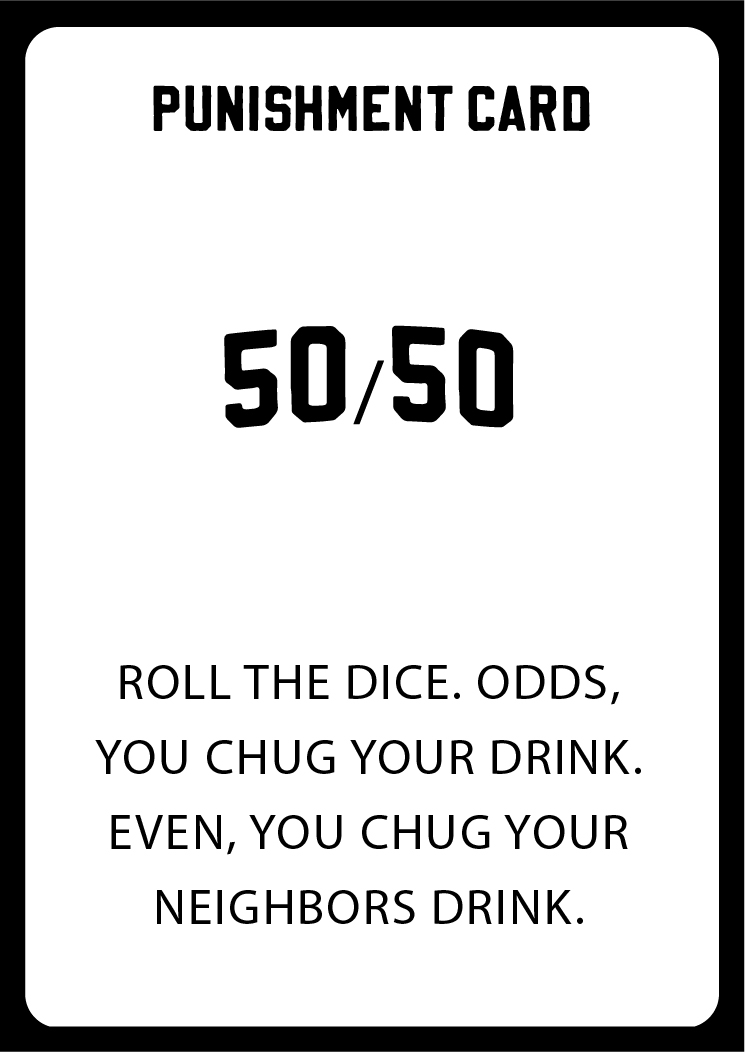 PUNISHMENT CARD
50/50
ROLL THE DICE. ODDS,
YOU CHUG YOUR DRINK.
EVEN, YOU CHUG YOUR
NEIGHBORS DRINK.